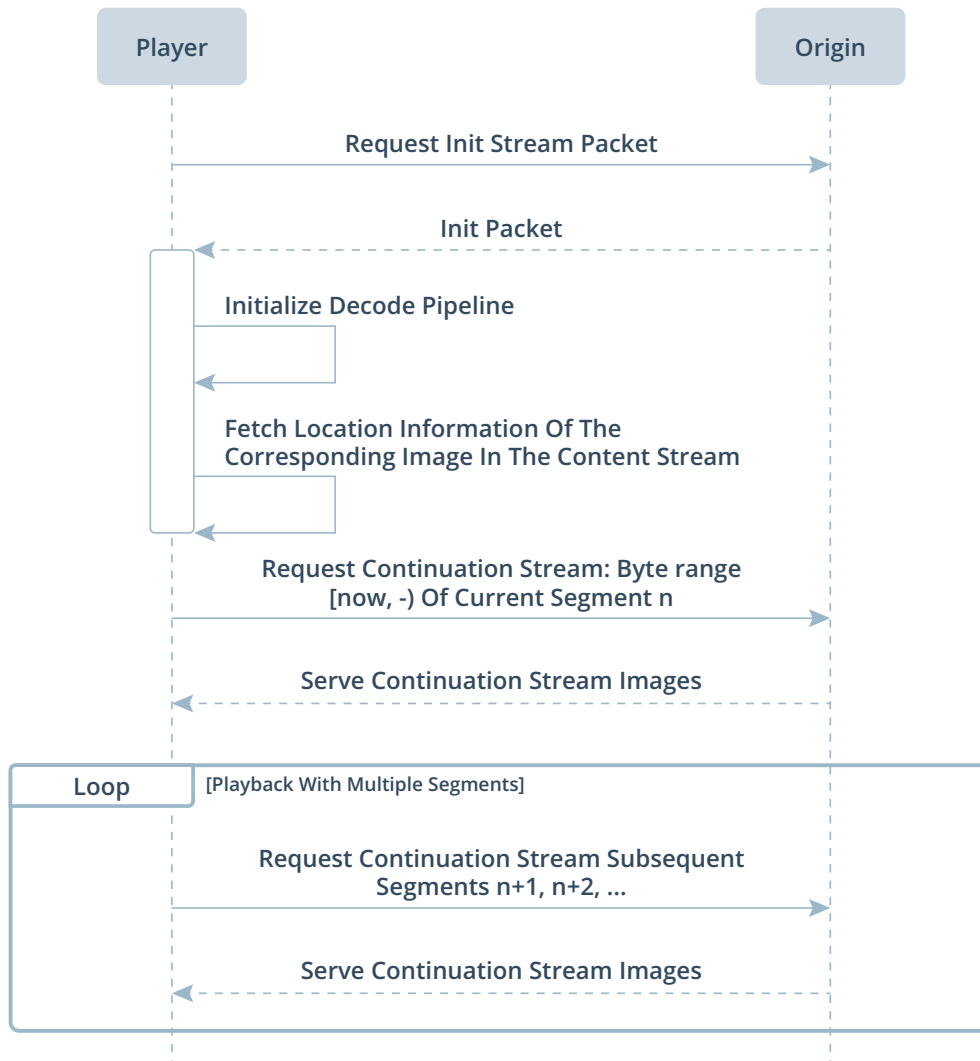 Player
Origin
Request Init Stream Packet
Init Packet
Initialize Decode Pipeline
Fetch Location Information Of The
Corresponding Image In The Content Stream
Request Continuation Stream: Byte range
[now, -) Of Current Segment n
Serve Continuation Stream Images
Loop
[Playback With Multiple Segments]
Request Continuation Stream Subsequent
Segments n+1, n+2, ...
Serve Continuation Stream Images